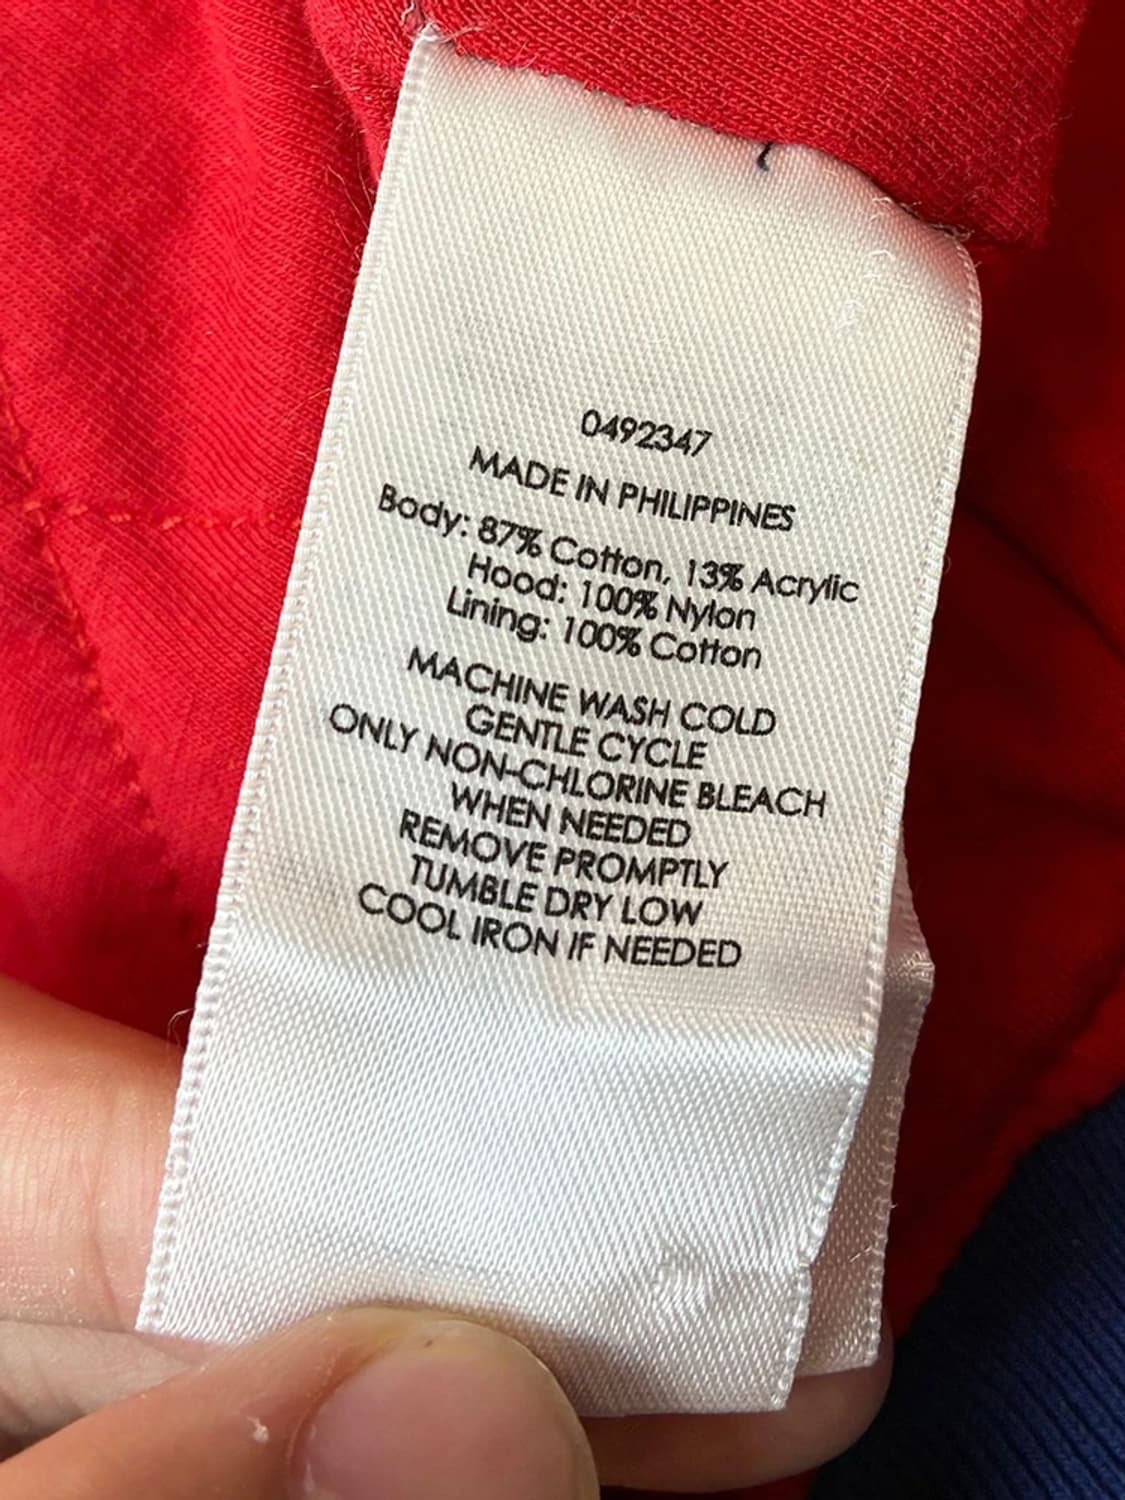 0492347
MADE IN PHILIPPINES
Body: 87% Cotton, 13% Acrylic
Hood: 100% Nylon
Lining: 100% Cotton
MACHINE WASH COLD
GENTLE CYCLE
ONLY NON-CHLORINE BLEACH
WHEN NEEDED
REMOVE PROMPTLY
TUMBLE DRY LOW
COOL IRON IF NEEDED